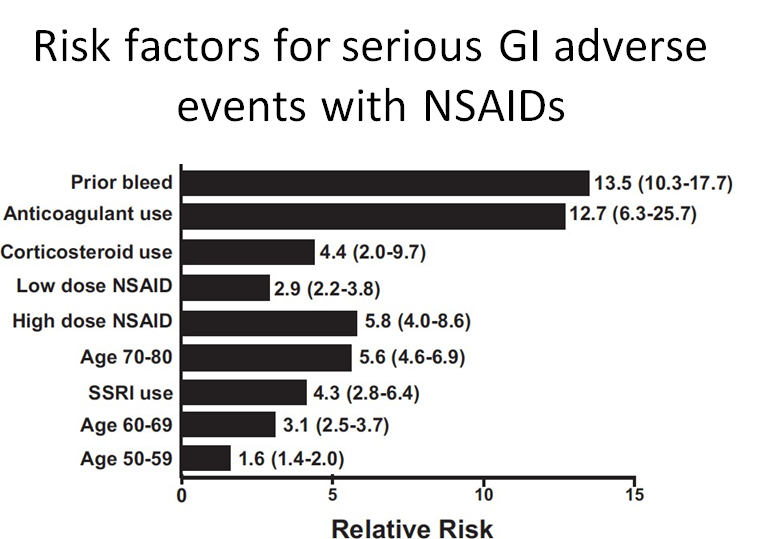 Risk factors for serious GI adverse
events with NSAIDs
Prior bleed 13.5 (10.3-17.7)
Anticoagulant use 12.7 (6.3-25.7)
Corticosteroid use 4.4 (2.0-9.7)
Low dose NSAID 2.9 (2.2-3.8)
High dose NSAID 5.8 (4.0-8.6)
Age 70-80 5.6 (4.6-6.9)
SSRI use 4.3 (2.8-6.4)
Age 60-69 3.1 (2.5-3.7)
Age 50-59 1.6 (1.4-2.0)
0 5 10 15
Relative Risk